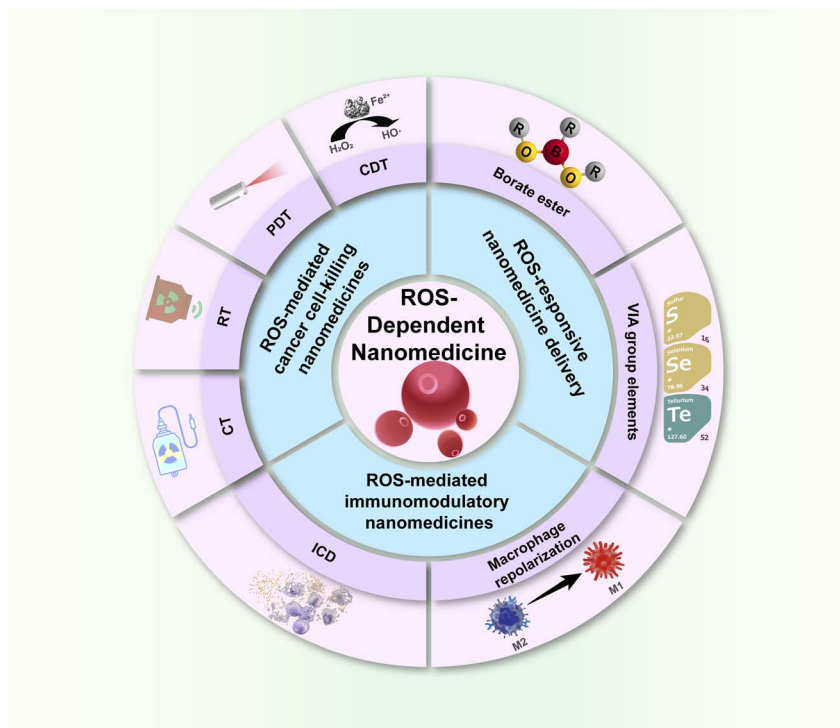 ROS-
Dependent
Nanomedicine
ROS-mediated
cancer cell-killing
nanomedicines
ROS-responsive
nanomedicine delivery
ROS-mediated
immunomodulatory
nanomedicines
CDT
Fe²⁺
H₂O₂
HO·
PDT
RT
CT
ICD
Borate ester
R
R
O
B
O
R
VIA group elements
Sulfur
S
32.07
16
Selenium
Se
78.96
34
Tellurium
Te
127.60
52
Macrophage
repolarization
M1
M2